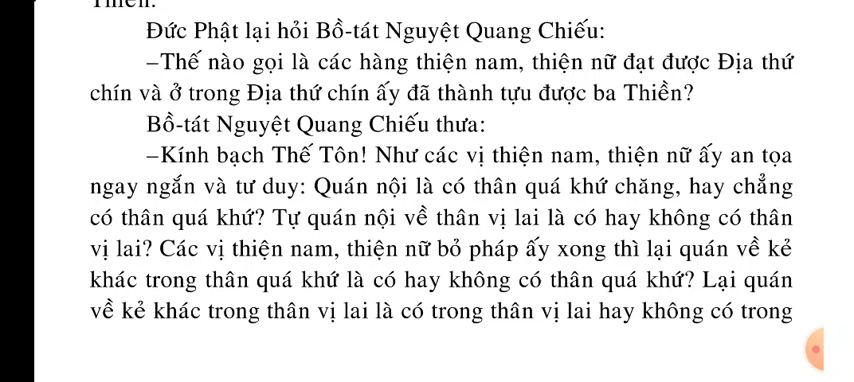 Thiền.
Đức Phật lại hỏi Bồ-tát Nguyệt Quang Chiếu:
–Thế nào gọi là các hàng thiện nam, thiện nữ đạt được Địa thứ
chín và ở trong Địa thứ chín ấy đã thành tựu được ba Thiền?
Bồ-tát Nguyệt Quang Chiếu thưa:
–Kính bạch Thế Tôn! Như các vị thiện nam, thiện nữ ấy an tọa
ngay ngắn và tư duy: Quán nội là có thân quá khứ chăng, hay chẳng
có thân quá khứ? Tự quán nội về thân vị lai là có hay không có thân
vị lai? Các vị thiện nam, thiện nữ bỏ pháp ấy xong thì lại quán về kẻ
khác trong thân quá khứ là có hay không có thân quá khứ? Lại quán
về kẻ khác trong thân vị lai là có trong thân vị lai hay không có trong